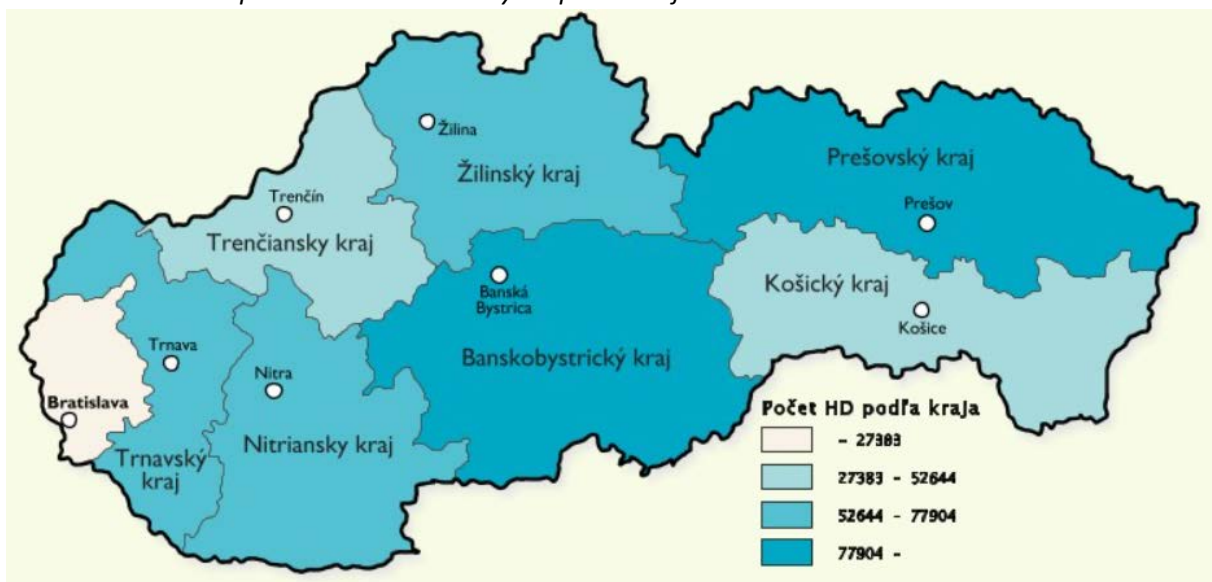 Žilina
Žilinský kraj
Prešovský kraj
Prešov
Trenčín
Trenčiansky kraj
Košický kraj
Košice
Banská
Bystrica
Banskobystrický kraj
Trnava
Nitra
Bratislava
Trnavský
kraj
Nitriansky kraj
Počet HD podľa kraja
- 27383
27383 - 52644
52644 - 77904
77904 -